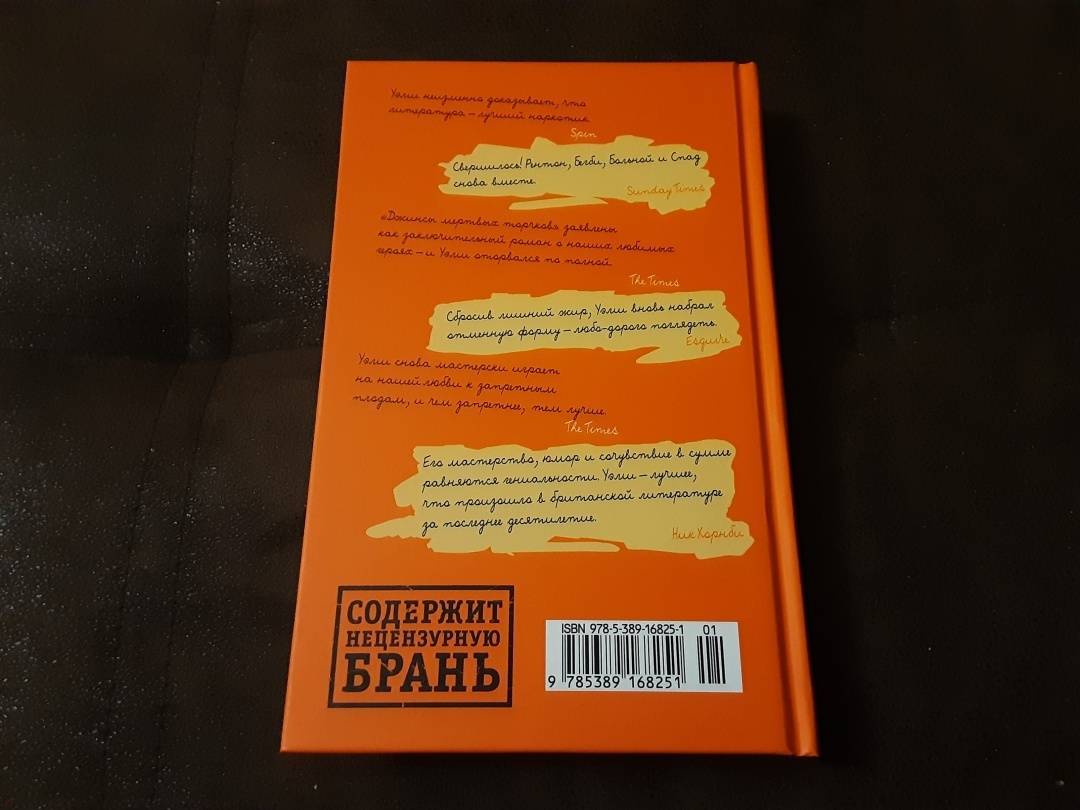 Уэлш неизменно доказывает, что
литература — лучший наркотик.
Spin
Свершилось! Рентон, Бегби, Больной и Спад
снова вместе.
Sunday Times
«Джинсы мертвых торчков» заявлены
как заключительный роман о наших любимых
героях — и Уэлш оторвался по полной.
The Times
Сбросив лишний жир, Уэлш вновь набрал
отменную форму — любо-дорого поглядеть.
Esquire
Уэлш снова мастерски играет
на нашей любви к запретным
плодам, и чем запретнее, тем лучше.
The Times
Его мастерство, юмор и сочувствие в сумме
равняются гениальности. Уэлш — лучшее,
что произошло в британской литературе
за последнее десятилетие.
Ник Хорнби
СОДЕРЖИТ
НЕЦЕНЗУРНУЮ
БРАНЬ
ISBN 978-5-389-16825-1 01
9 785389 168251